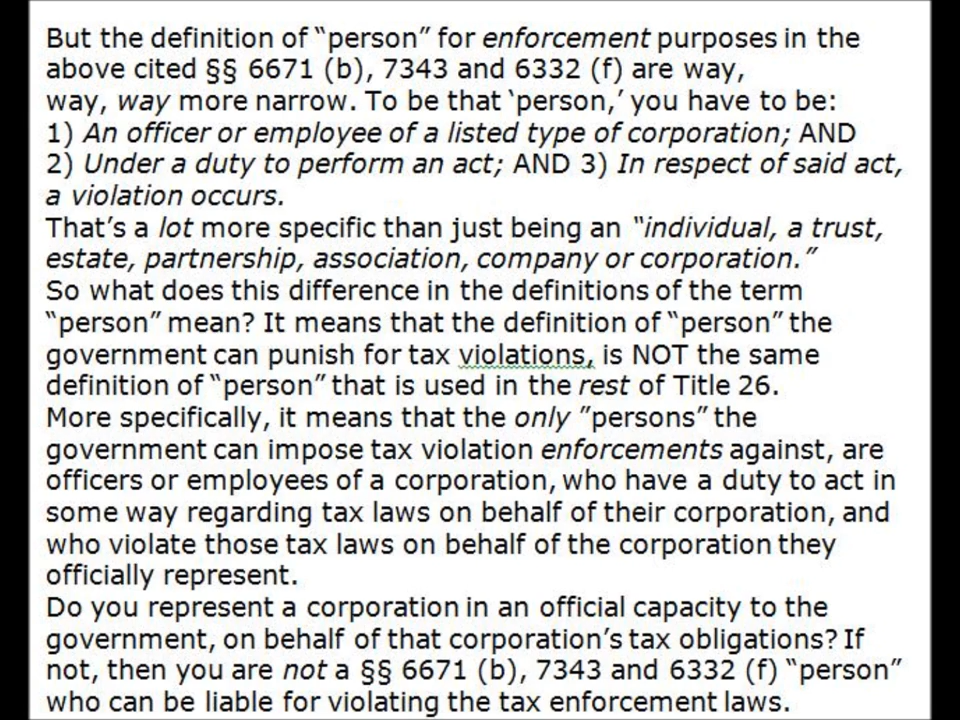 But the definition of “person” for enforcement purposes in the
above cited §§ 6671 (b), 7343 and 6332 (f) are way,
way, way more narrow. To be that ‘person,’ you have to be:
1) An officer or employee of a listed type of corporation; AND
2) Under a duty to perform an act; AND 3) In respect of said act,
a violation occurs.
That’s a lot more specific than just being an “individual, a trust,
estate, partnership, association, company or corporation.”
So what does this difference in the definitions of the term
“person” mean? It means that the definition of “person” the
government can punish for tax violations, is NOT the same
definition of “person” that is used in the rest of Title 26.
More specifically, it means that the only ”persons” the
government can impose tax violation enforcements against, are
officers or employees of a corporation, who have a duty to act in
some way regarding tax laws on behalf of their corporation, and
who violate those tax laws on behalf of the corporation they
officially represent.
Do you represent a corporation in an official capacity to the
government, on behalf of that corporation’s tax obligations? If
not, then you are not a §§ 6671 (b), 7343 and 6332 (f) “person”
who can be liable for violating the tax enforcement laws.